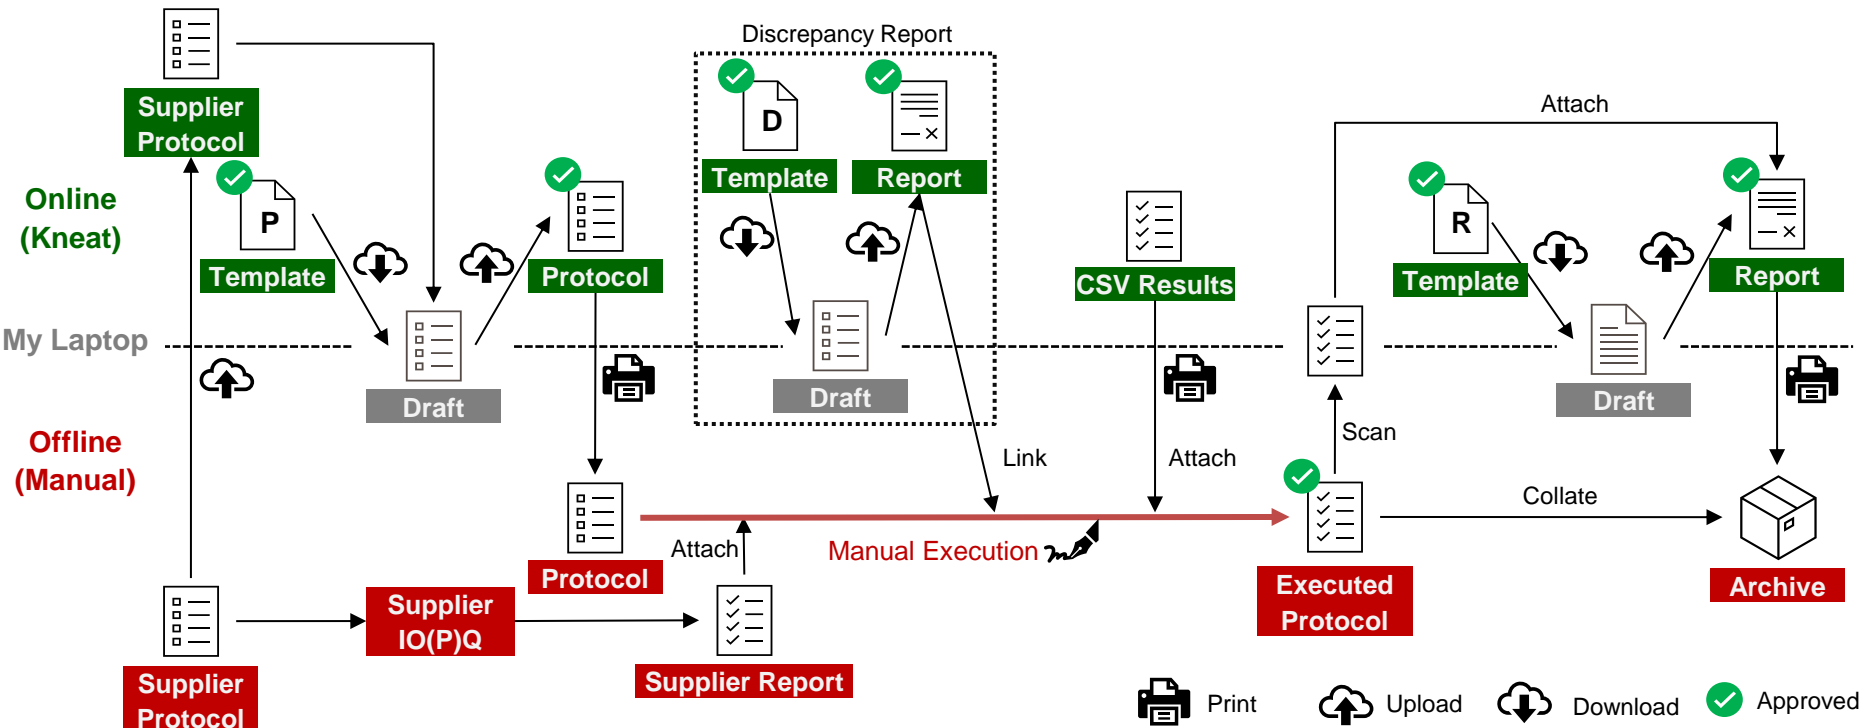 Discrepancy Report
Supplier
Protocol
D
Template
Report
Attach
Online
(Kneat)
P
Template
Protocol
CSV Results
R
Template
Report
My Laptop
Draft
Draft
Draft
Offline
(Manual)
Link
Attach
Scan
Collate
Attach
Manual Execution
Protocol
Executed
Protocol
Archive
Supplier
IO(P)Q
Supplier Report
Supplier
Protocol
Print
Upload
Download
Approved